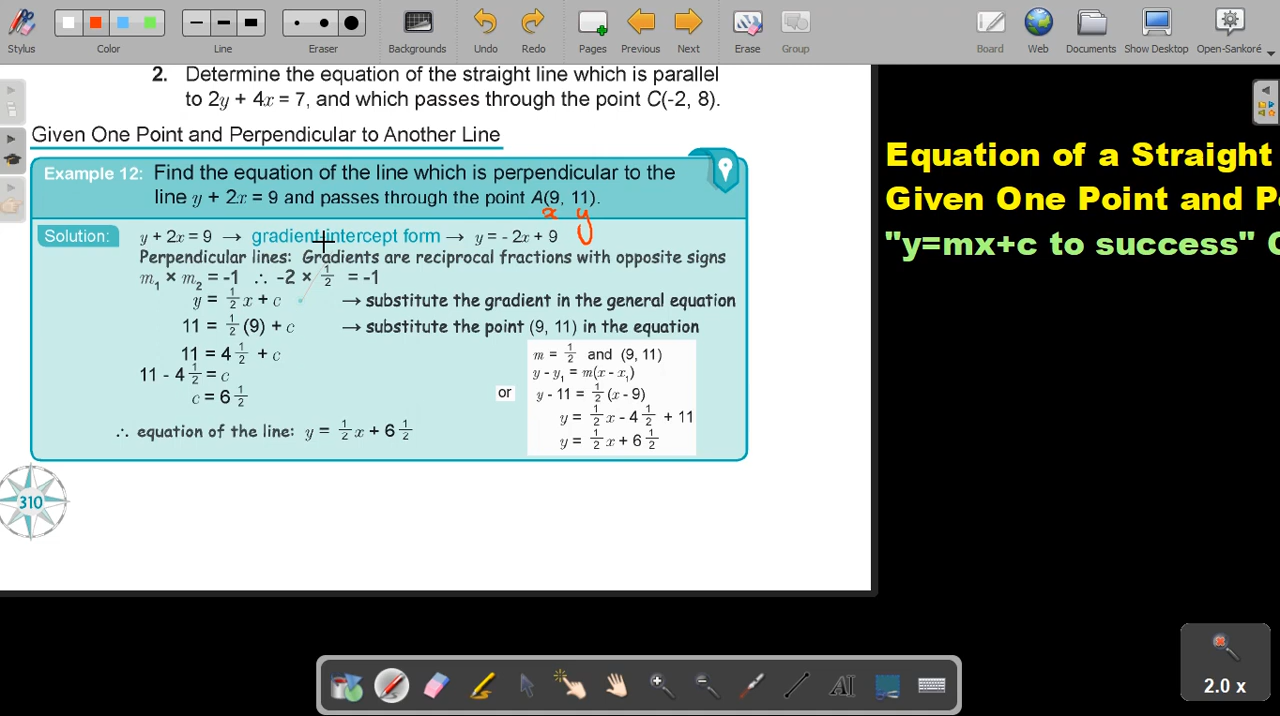 Stylus Color Line Eraser Backgrounds Undo Redo Pages Previous Next Erase Group Board Web Documents Show Desktop Open-Sankoré
2. Determine the equation of the straight line which is parallel
to 2y + 4x = 7, and which passes through the point C(-2, 8).
Given One Point and Perpendicular to Another Line
Example 12: Find the equation of the line which is perpendicular to the
line y + 2x = 9 and passes through the point A(9, 11).
x y
Solution: y + 2x = 9 → gradient intercept form → y = - 2x + 9
Perpendicular lines: Gradients are reciprocal fractions with opposite signs
m₁ × m₂ = -1 ∴ -2 × 1/2 = -1
y = 1/2 x + c → substitute the gradient in the general equation
11 = 1/2 (9) + c → substitute the point (9, 11) in the equation
11 = 4 1/2 + c
11 - 4 1/2 = c
c = 6 1/2
or
m = 1/2 and (9, 11)
y - y₁ = m(x - x₁)
y - 11 = 1/2 (x - 9)
y = 1/2 x - 4 1/2 + 11
y = 1/2 x + 6 1/2
∴ equation of the line: y = 1/2 x + 6 1/2
310
Equation of a Straight
Given One Point and P
"y=mx+c to success"
2.0 x